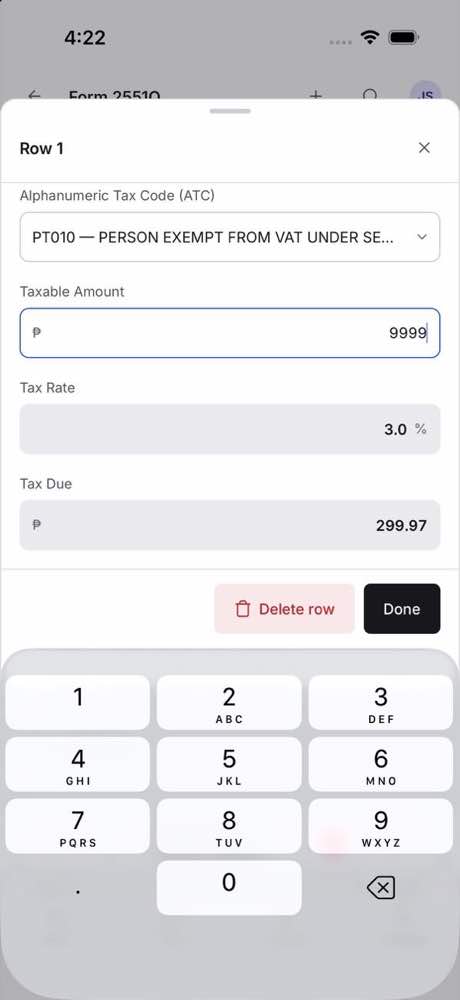 4:22
Form 2551Q
JS
Row 1
Alphanumeric Tax Code (ATC)
PT010 — PERSON EXEMPT FROM VAT UNDER SE...
Taxable Amount
₱ 9999
Tax Rate
3.0 %
Tax Due
₱ 299.97
Delete row
Done
1
2
ABC
3
DEF
4
GHI
5
JKL
6
MNO
7
PQRS
8
TUV
9
WXYZ
.
0